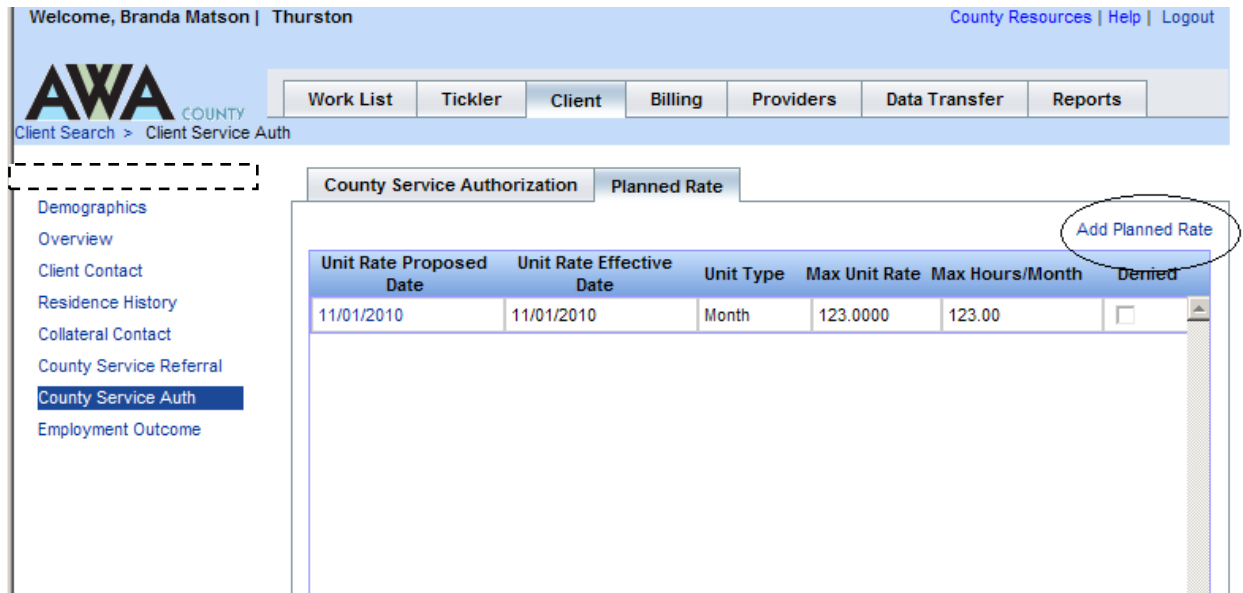 Welcome, Branda Matson | Thurston County Resources | Help | Logout
AWA COUNTY
Work List Tickler Client Billing Providers Data Transfer Reports
Client Search > Client Service Auth
County Service Authorization Planned Rate
Demographics
Overview
Client Contact
Residence History
Collateral Contact
County Service Referral
County Service Auth
Employment Outcome
Add Planned Rate
Unit Rate Proposed Date Unit Rate Effective Date Unit Type Max Unit Rate Max Hours/Month Denied
11/01/2010 11/01/2010 Month 123.0000 123.00